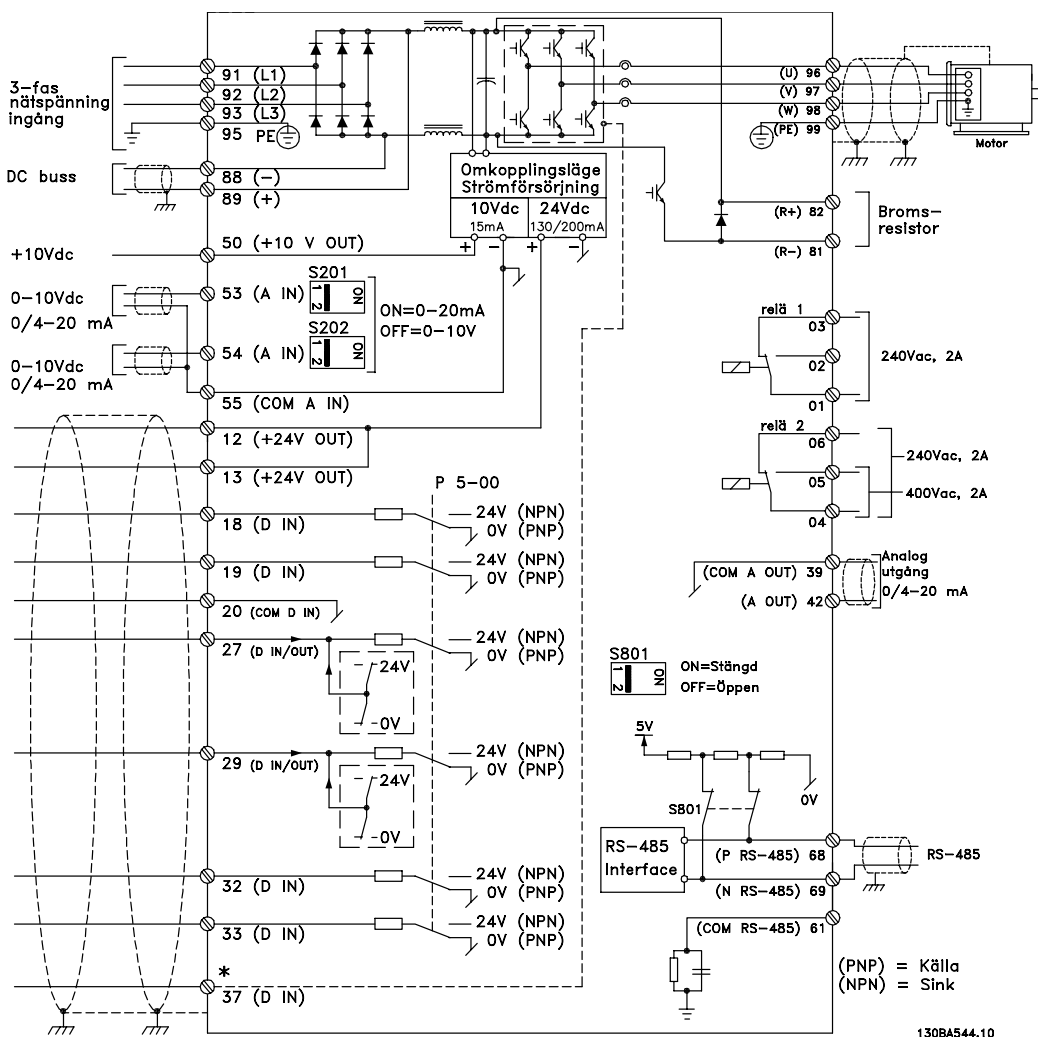 3-fas
nätspänning
ingång
91 (L1)
92 (L2)
93 (L3)
95 PE
DC buss
88 (-)
89 (+)
+10Vdc
50 (+10 V OUT)
0-10Vdc
0/4-20 mA
53 (A IN)
S201
ON
1 2
0-10Vdc
0/4-20 mA
54 (A IN)
S202
ON
1 2
ON=0-20mA
OFF=0-10V
55 (COM A IN)
12 (+24V OUT)
13 (+24V OUT)
Omkopplingsläge
Strömförsörjning
10Vdc
15mA
24Vdc
130/200mA
+ - + -
P 5-00
18 (D IN)
24V (NPN)
0V (PNP)
19 (D IN)
24V (NPN)
0V (PNP)
20 (COM D IN)
27 (D IN/OUT)
24V (NPN)
0V (PNP)
24V
0V
29 (D IN/OUT)
24V (NPN)
0V (PNP)
24V
0V
32 (D IN)
24V (NPN)
0V (PNP)
33 (D IN)
24V (NPN)
0V (PNP)
*
37 (D IN)
(U) 96
(V) 97
(W) 98
(PE) 99
Motor
(R+) 82
(R-) 81
Broms-
resistor
relä 1
03
02
01
240Vac, 2A
relä 2
06
05
04
240Vac, 2A
400Vac, 2A
(COM A OUT) 39
(A OUT) 42
Analog
utgång
0/4-20 mA
S801
ON
1 2
ON=Stängd
OFF=Öppen
5V
S801
0V
RS-485
Interface
(P RS-485) 68
(N RS-485) 69
RS-485
(COM RS-485) 61
(PNP) = Källa
(NPN) = Sink
130BA544.10